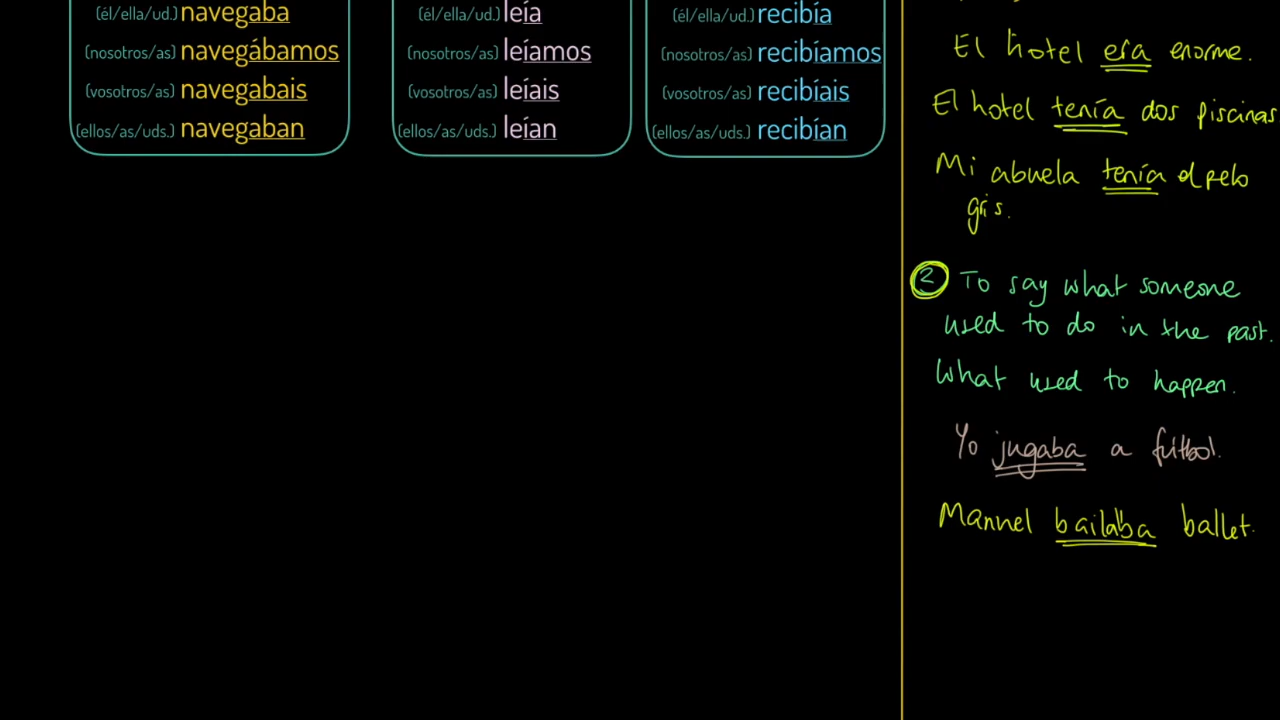 (él/ella/ud.) navegaba
(nosotros/as) navegábamos
(vosotros/as) navegabais
(ellos/as/uds.) navegaban
(él/ella/ud.) leía
(nosotros/as) leíamos
(vosotros/as) leíais
(ellos/as/uds.) leían
(él/ella/ud.) recibía
(nosotros/as) recibíamos
(vosotros/as) recibíais
(ellos/as/uds.) recibían
El hotel era enorme.
El hotel tenía dos piscinas
Mi abuela tenía el pelo
gris.
2 To say what someone
used to do in the past.
What used to happen.
Yo jugaba a fútbol.
Manuel bailaba ballet.